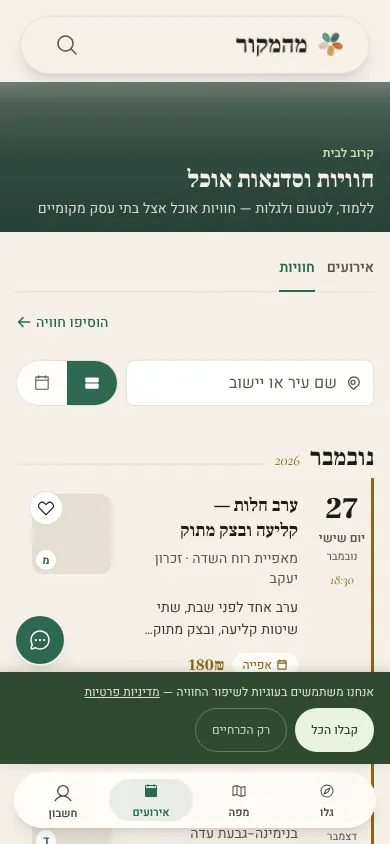 מהמקור
קרוב לבית
חוויות וסדנאות אוכל
ללמוד, לטעום ולגלות — חוויות אוכל אצל בתי עסק מקומיים
אירועים
חוויות
הוסיפו חוויה ←
שם עיר או יישוב
נובמבר 2026
27
יום שישי
נובמבר
18:30
ערב חלות —
קליעה ובצק מתוק
מאפיית רוח השדה · זכרון
יעקב
ערב אחד לפני שבת, שתי
שיטות קליעה, ובצק מתוק...
אפייה
₪180
מ
אנחנו משתמשים בעוגיות לשיפור החוויה — מדיניות פרטיות
קבלו הכל
רק הכרחיים
גלו
מפה
אירועים
חשבון
דצמבר
בנימינה-גבעת עדה
ד